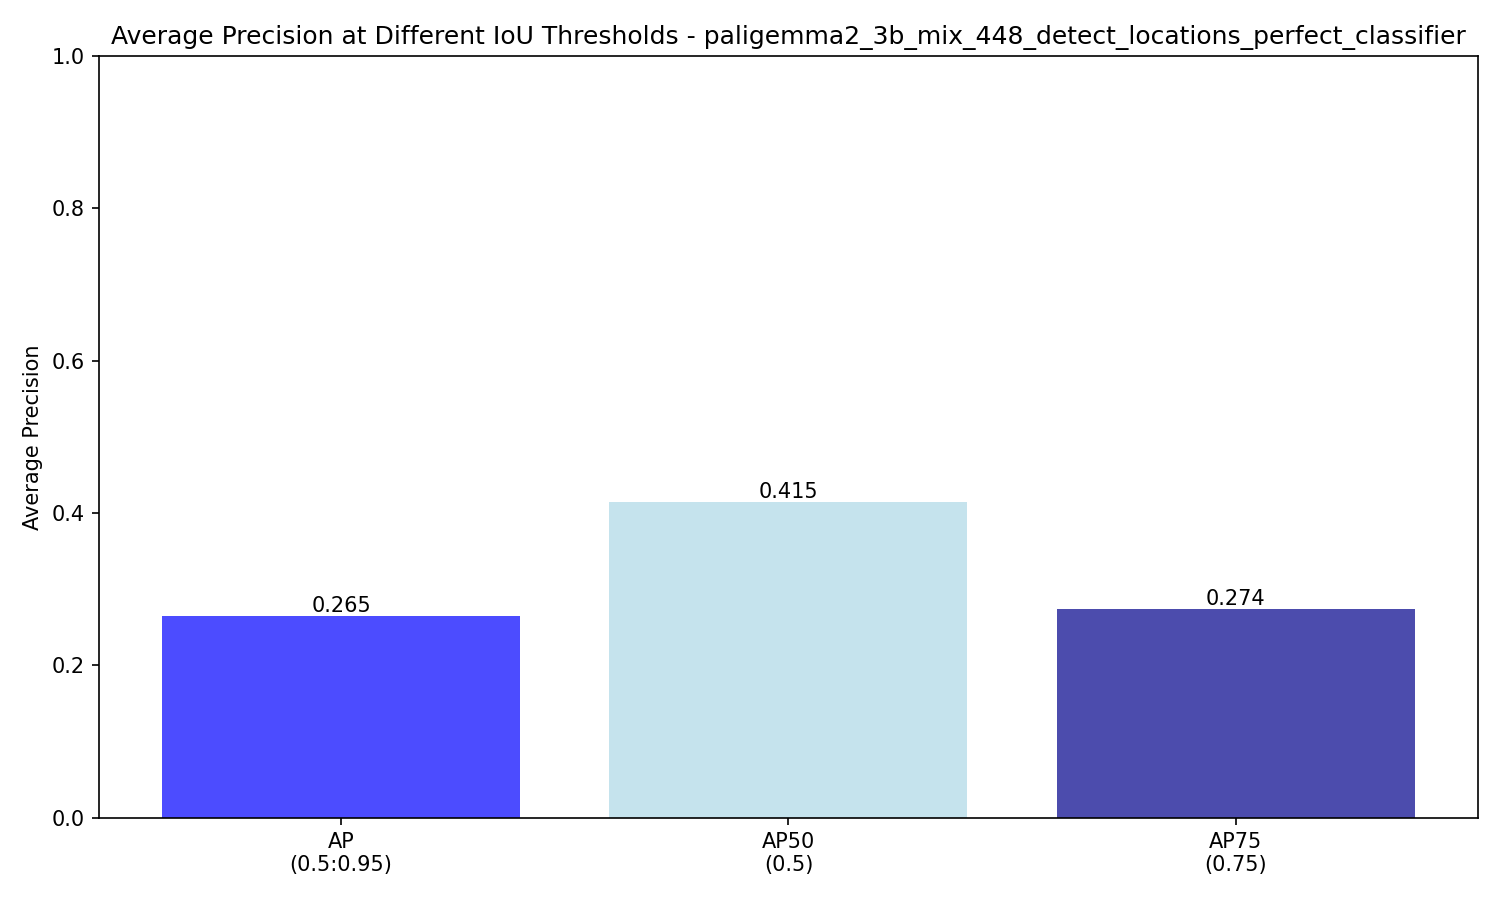 Average Precision at Different IoU Thresholds - paligemma2_3b_mix_448_detect_locations_perfect_classifier
1.0
0.8
0.6
0.4
0.2
0.0
Average Precision
0.265
0.415
0.274
AP
(0.5:0.95)
AP50
(0.5)
AP75
(0.75)